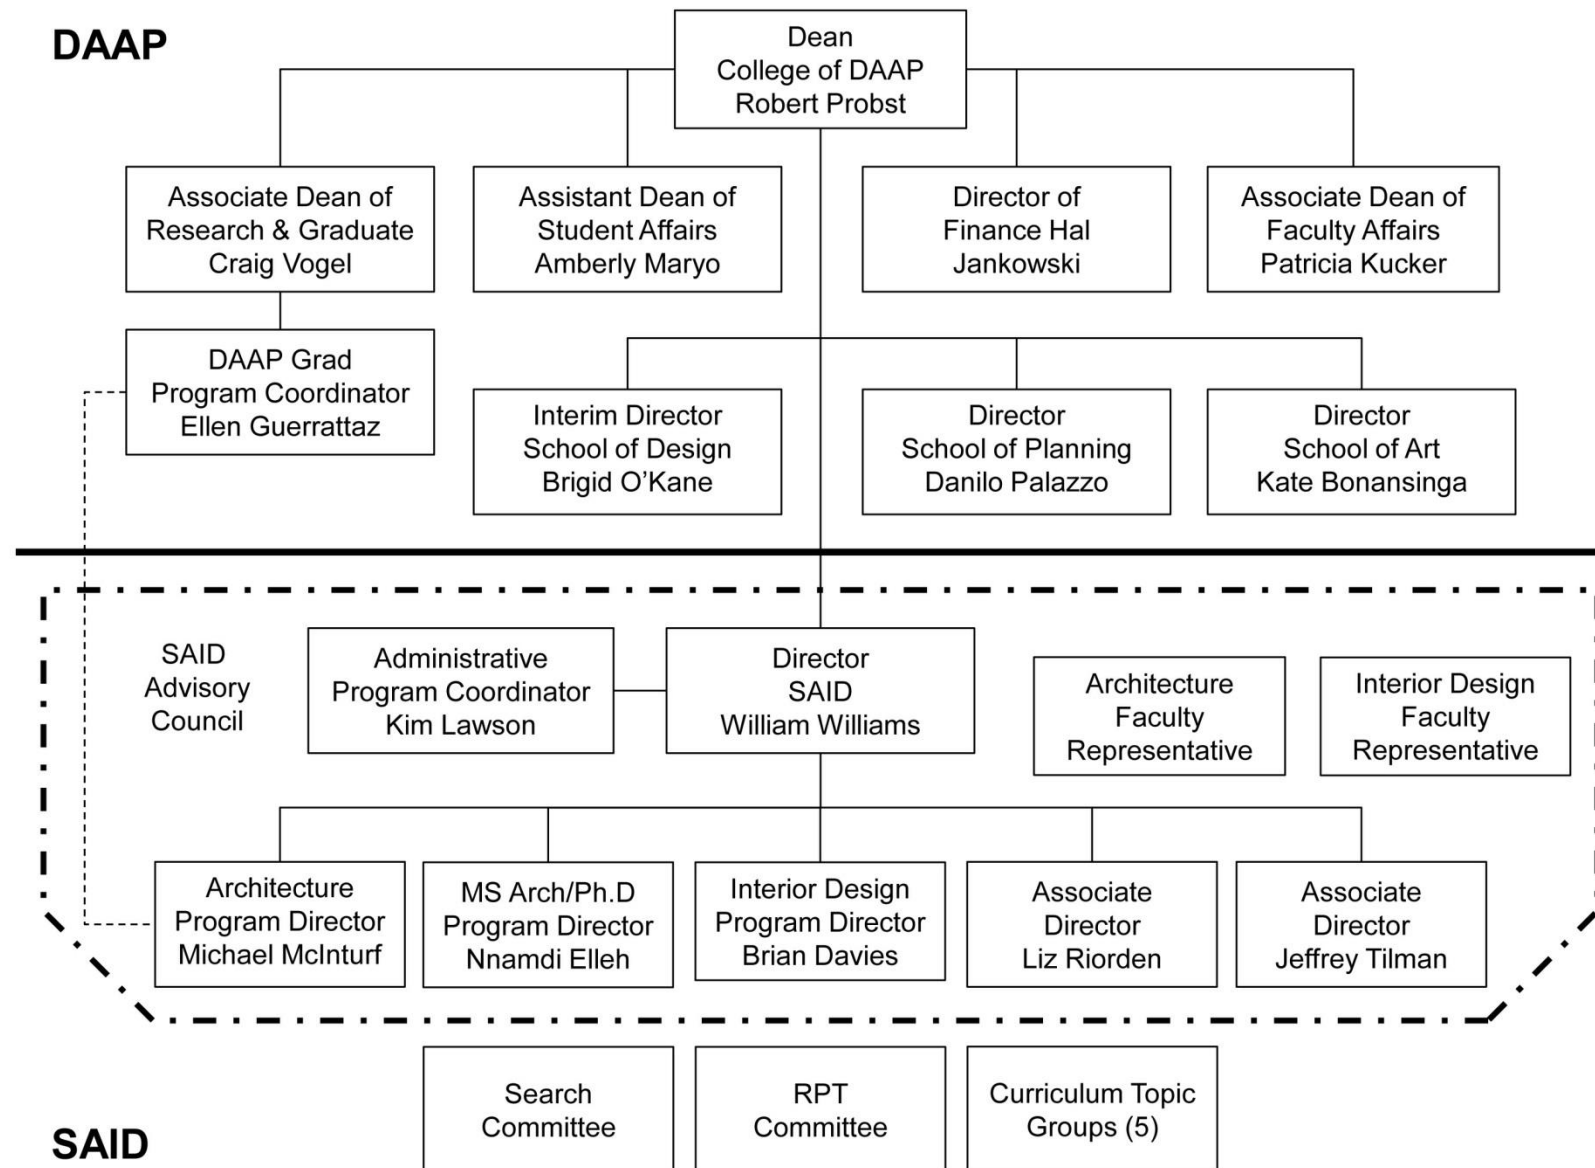 DAAP
Dean
College of DAAP
Robert Probst
Associate Dean of
Research & Graduate
Craig Vogel
Assistant Dean of
Student Affairs
Amberly Maryo
Director of
Finance Hal
Jankowski
Associate Dean of
Faculty Affairs
Patricia Kucker
DAAP Grad
Program Coordinator
Ellen Guerrattaz
Interim Director
School of Design
Brigid O’Kane
Director
School of Planning
Danilo Palazzo
Director
School of Art
Kate Bonansinga
SAID
Advisory
Council
Administrative
Program Coordinator
Kim Lawson
Director
SAID
William Williams
Architecture
Faculty
Representative
Interior Design
Faculty
Representative
Architecture
Program Director
Michael McInturf
MS Arch/Ph.D
Program Director
Nnamdi Elleh
Interior Design
Program Director
Brian Davies
Associate
Director
Liz Riorden
Associate
Director
Jeffrey Tilman
Search
Committee
RPT
Committee
Curriculum Topic
Groups (5)
SAID